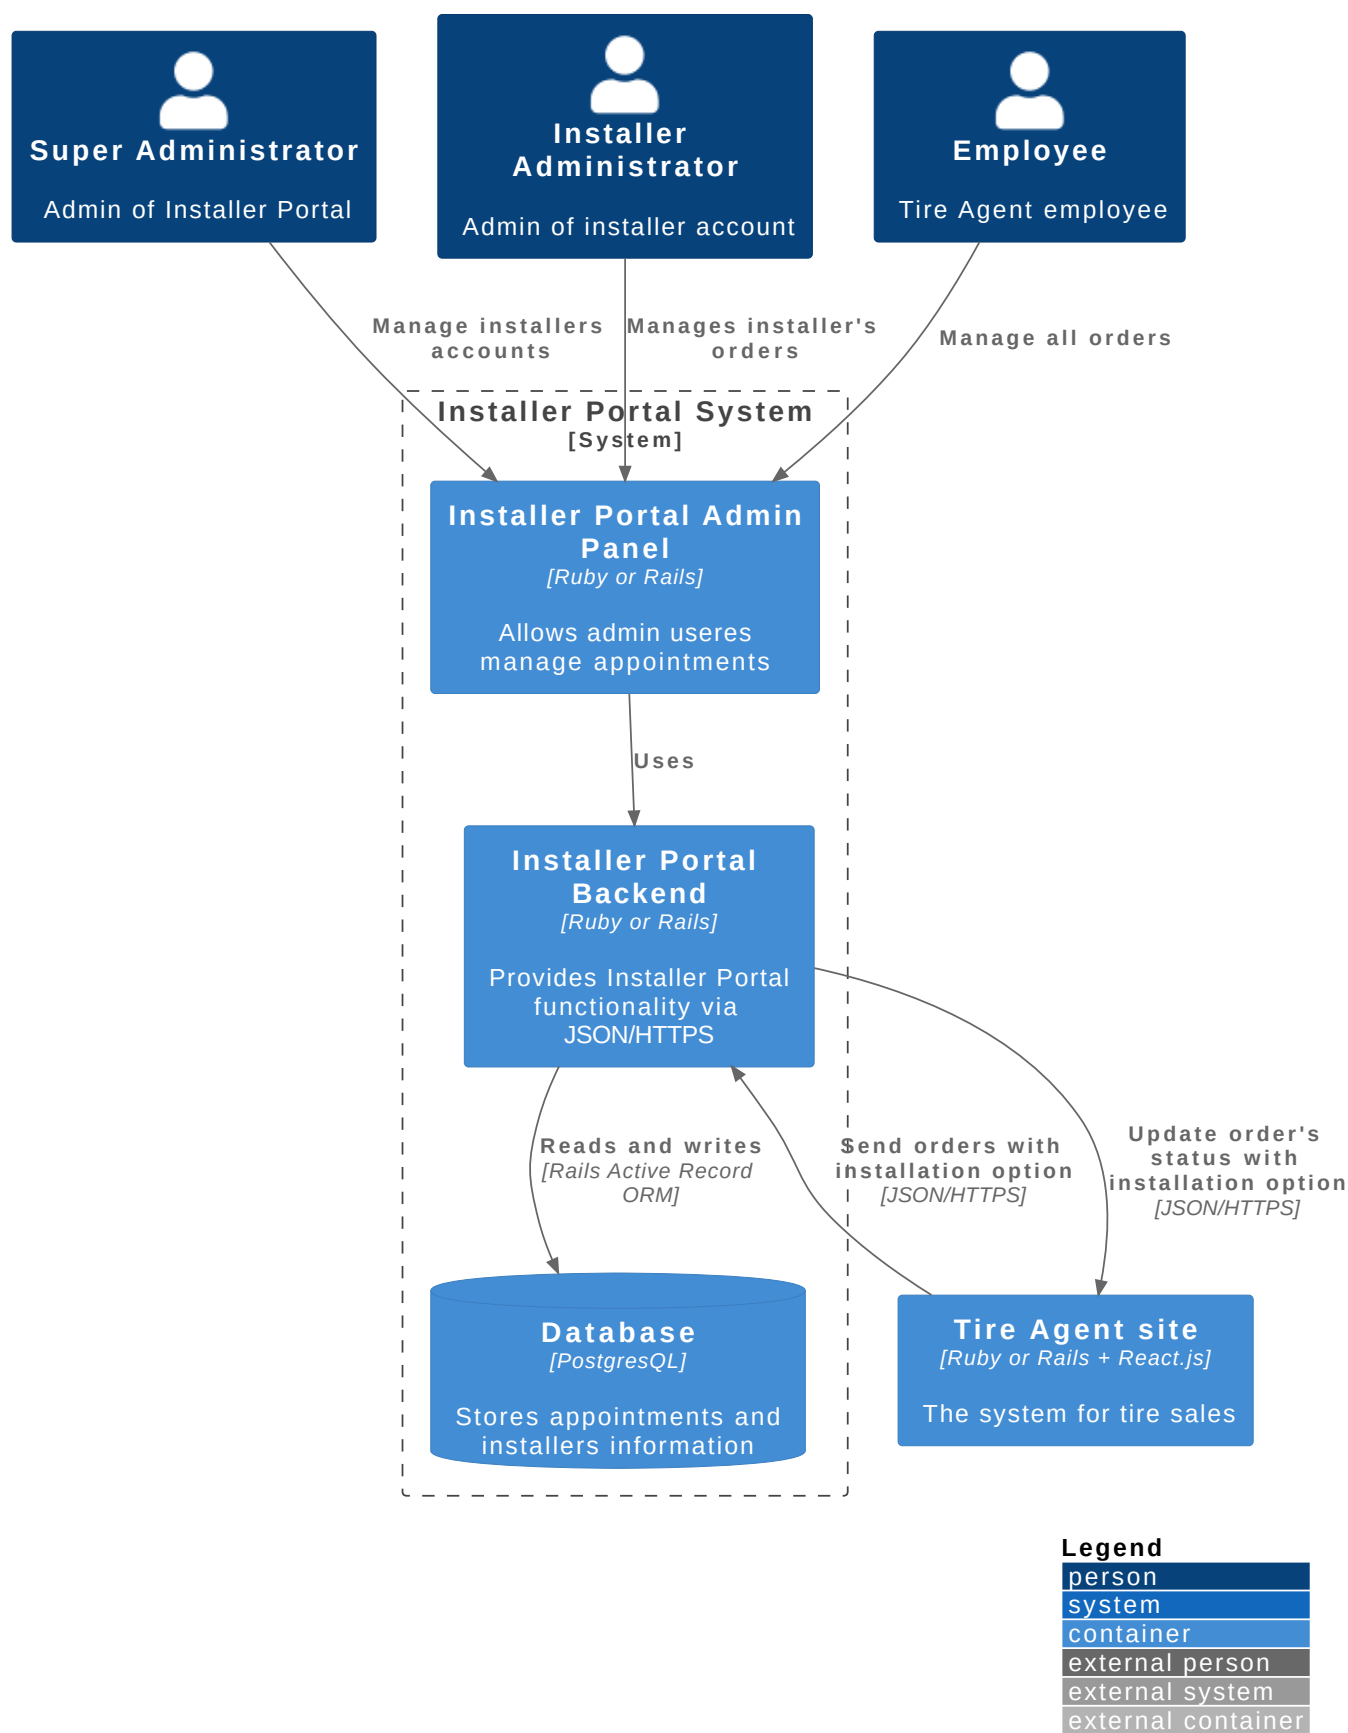 Super Administrator
Admin of Installer Portal
Installer
Administrator
Admin of installer account
Employee
Tire Agent employee
Manage installers
accounts
Manages installer's
orders
Manage all orders
Installer Portal System
[System]
Installer Portal Admin
Panel
[Ruby or Rails]
Allows admin useres
manage appointments
Uses
Installer Portal
Backend
[Ruby or Rails]
Provides Installer Portal
functionality via
JSON/HTTPS
Reads and writes
[Rails Active Record
ORM]
Send orders with
installation option
[JSON/HTTPS]
Update order's
status with
installation option
[JSON/HTTPS]
Database
[PostgresQL]
Stores appointments and
installers information
Tire Agent site
[Ruby or Rails + React.js]
The system for tire sales
Legend
person
system
container
external person
external system
external container